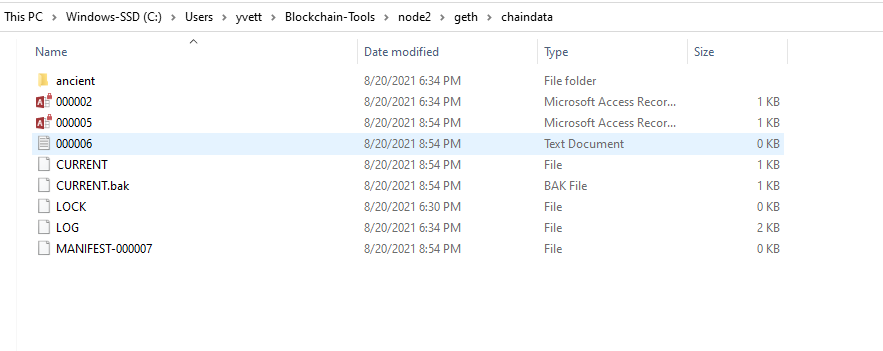 This PC > Windows-SSD (C:) > Users > yvett > Blockchain-Tools > node2 > geth > chaindata
Name Date modified Type Size
ancient 8/20/2021 6:34 PM File folder
000002 8/20/2021 6:34 PM Microsoft Access Recor... 1 KB
000005 8/20/2021 8:54 PM Microsoft Access Recor... 1 KB
000006 8/20/2021 8:54 PM Text Document 0 KB
CURRENT 8/20/2021 8:54 PM File 1 KB
CURRENT.bak 8/20/2021 8:54 PM BAK File 1 KB
LOCK 8/20/2021 6:30 PM File 0 KB
LOG 8/20/2021 6:34 PM File 2 KB
MANIFEST-000007 8/20/2021 8:54 PM File 0 KB